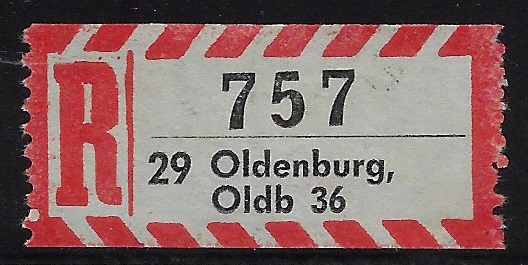 R
757
29 Oldenburg,
Oldb 36